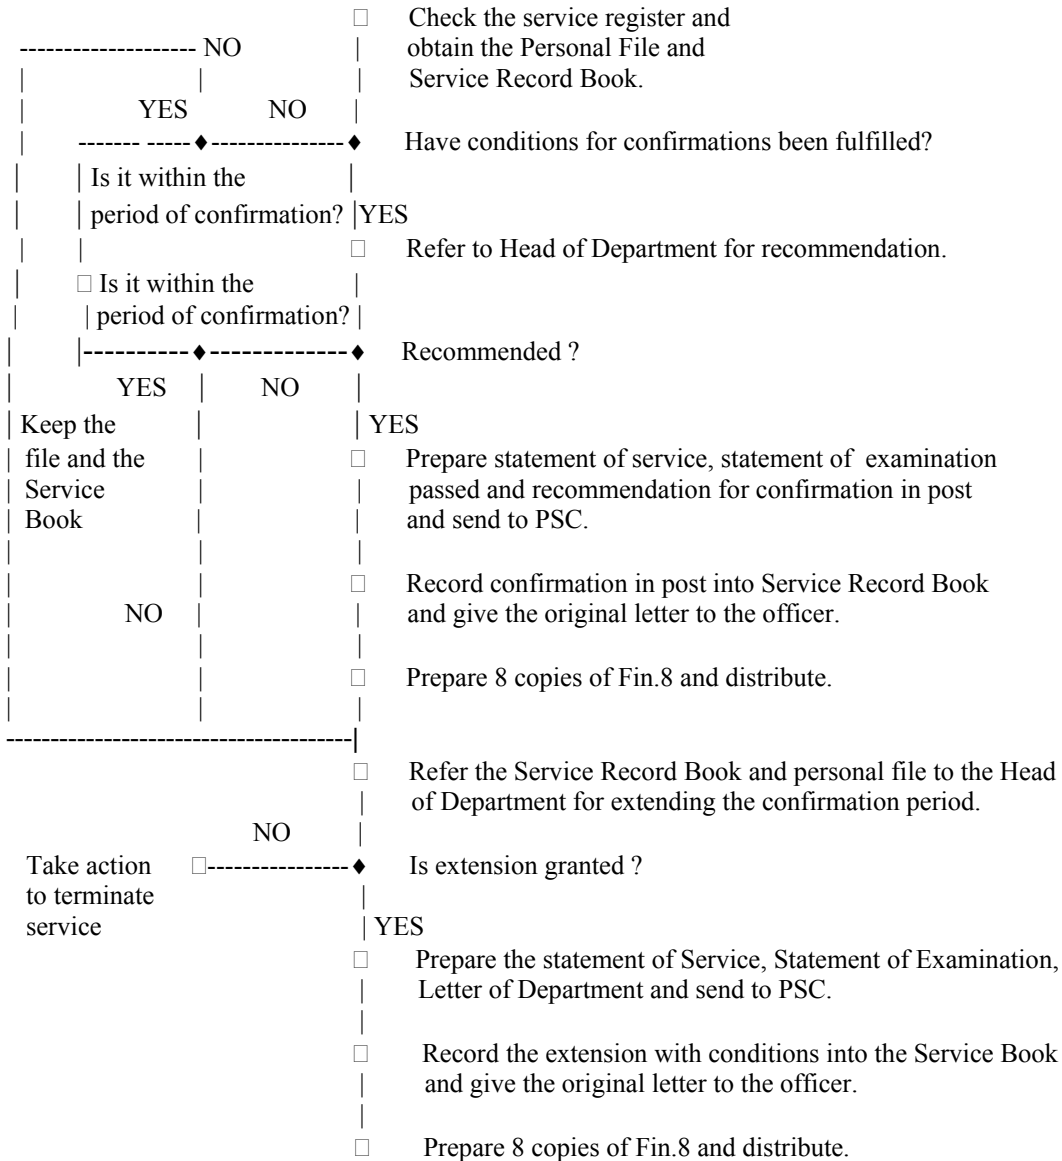 Check the service register and
NO obtain the Personal File and
Service Record Book.
YES NO
Have conditions for confirmations been fulfilled?
Is it within the
period of confirmation? YES
Refer to Head of Department for recommendation.
Is it within the
period of confirmation?
Recommended ?
YES NO
Keep the YES
file and the Prepare statement of service, statement of examination
Service passed and recommendation for confirmation in post
Book and send to PSC.
Record confirmation in post into Service Record Book
NO and give the original letter to the officer.
Prepare 8 copies of Fin.8 and distribute.
Refer the Service Record Book and personal file to the Head
of Department for extending the confirmation period.
NO
Take action Is extension granted ?
to terminate
service YES
Prepare the statement of Service, Statement of Examination,
Letter of Department and send to PSC.
Record the extension with conditions into the Service Book
and give the original letter to the officer.
Prepare 8 copies of Fin.8 and distribute.